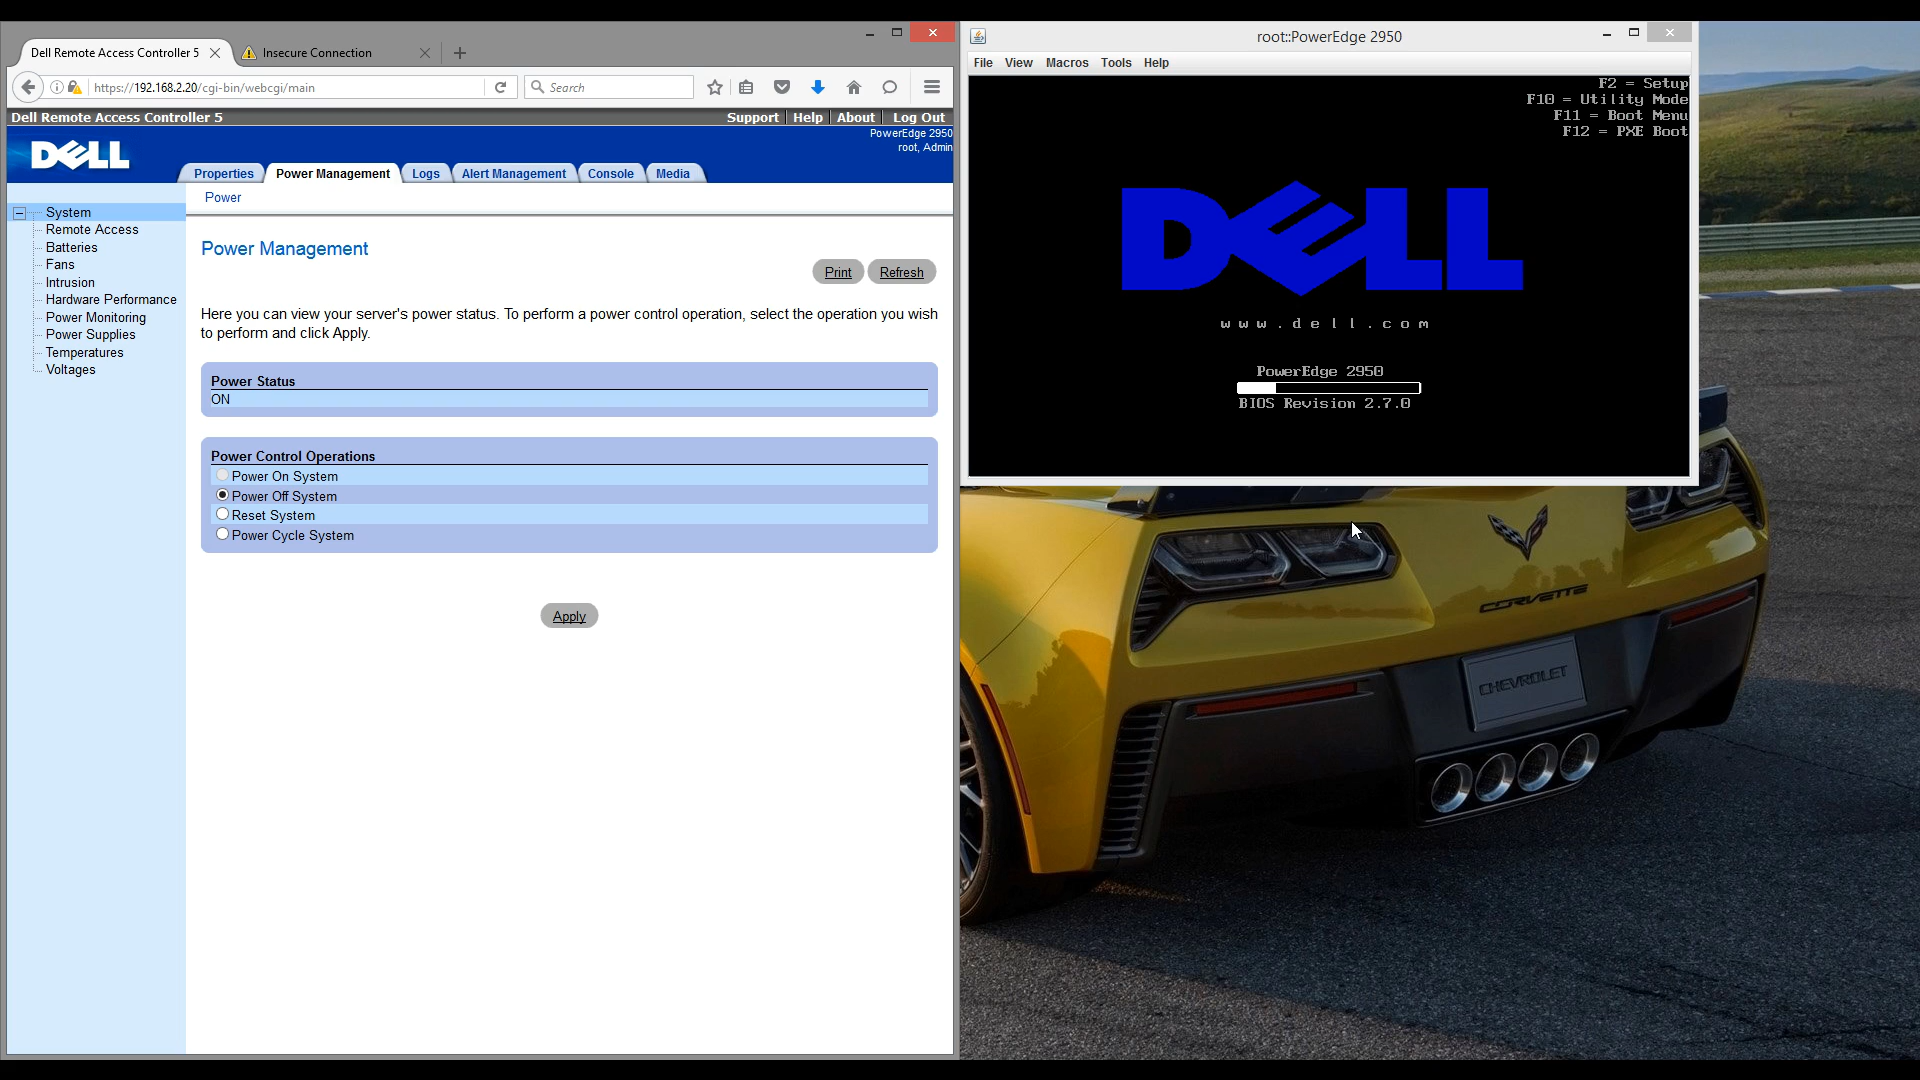 Dell Remote Access Controller 5
Insecure Connection
https://192.168.2.20/cgi-bin/webcgi/main
Search
Dell Remote Access Controller 5
Support | Help | About | Log Out
PowerEdge 2950
root, Admin
DELL
Properties
Power Management
Logs
Alert Management
Console
Media
Power
System
Remote Access
Batteries
Fans
Intrusion
Hardware Performance
Power Monitoring
Power Supplies
Temperatures
Voltages
Power Management
Print
Refresh
Here you can view your server's power status. To perform a power control operation, select the operation you wish
to perform and click Apply.
Power Status
ON
Power Control Operations
Power On System
Power Off System
Reset System
Power Cycle System
Apply
root::PowerEdge 2950
File View Macros Tools Help
F2 = Setup
F10 = Utility Mode
F11 = Boot Menu
F12 = PXE Boot
DELL
www.dell.com
PowerEdge 2950
BIOS Revision 2.7.0
CORVETTE
CHEVROLET